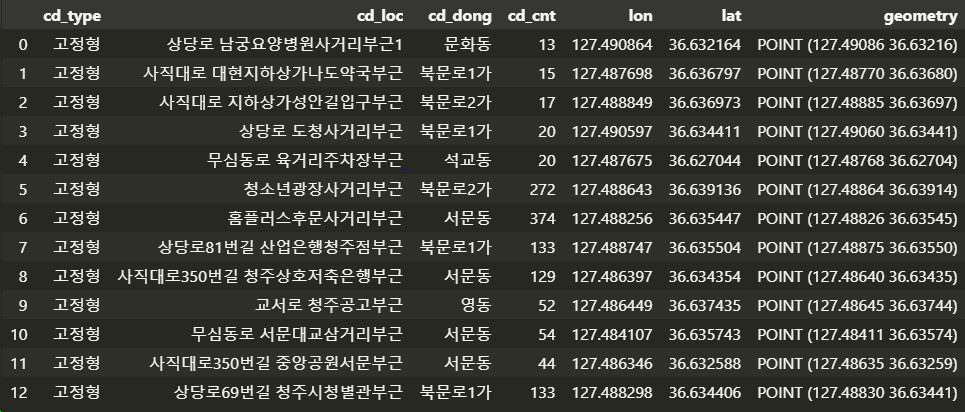 cd_type cd_loc cd_dong cd_cnt lon lat geometry
0 고정형 상당로 남궁요양병원사거리부근1 문화동 13 127.490864 36.632164 POINT (127.49086 36.63216)
1 고정형 사직대로 대현지하상가나도약국부근 북문로1가 15 127.487698 36.636797 POINT (127.48770 36.63680)
2 고정형 사직대로 지하상가성안길입구부근 북문로2가 17 127.488849 36.636973 POINT (127.48885 36.63697)
3 고정형 상당로 도청사거리부근 북문로1가 20 127.490597 36.634411 POINT (127.49060 36.63441)
4 고정형 무심동로 육거리주차장부근 석교동 20 127.487675 36.627044 POINT (127.48768 36.62704)
5 고정형 청소년광장사거리부근 북문로2가 272 127.488643 36.639136 POINT (127.48864 36.63914)
6 고정형 홈플러스후문사거리부근 서문동 374 127.488256 36.635447 POINT (127.48826 36.63545)
7 고정형 상당로81번길 산업은행청주점부근 북문로1가 133 127.488747 36.635504 POINT (127.48875 36.63550)
8 고정형 사직대로350번길 청주상호저축은행부근 서문동 129 127.486397 36.634354 POINT (127.48640 36.63435)
9 고정형 교서로 청주공고부근 영동 52 127.486449 36.637435 POINT (127.48645 36.63744)
10 고정형 무심동로 서문대교삼거리부근 서문동 54 127.484107 36.635743 POINT (127.48411 36.63574)
11 고정형 사직대로350번길 중앙공원서문부근 서문동 44 127.486346 36.632588 POINT (127.48635 36.63259)
12 고정형 상당로69번길 청주시청별관부근 북문로1가 133 127.488298 36.634406 POINT (127.48830 36.63441)